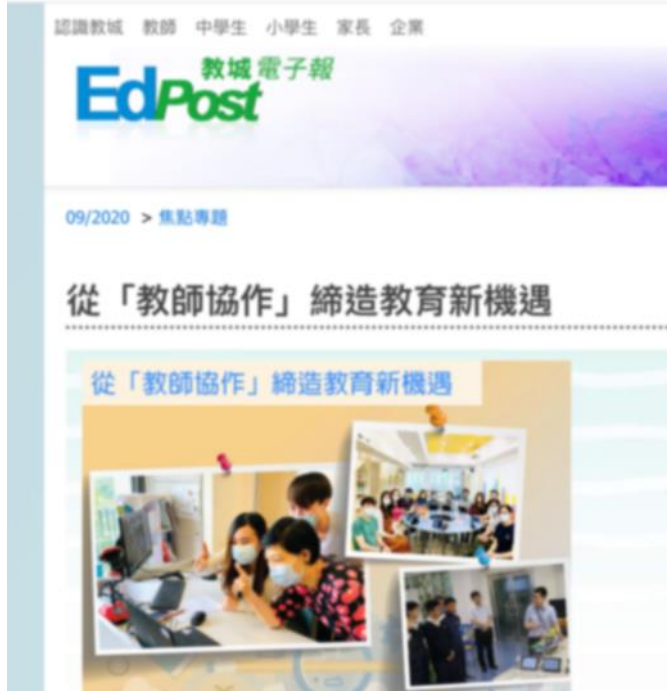 認識教城 教師 中學生 小學生 家長 企業
教城電子報
EdPost
09/2020 > 焦點專題
從「教師協作」締造教育新機遇
從「教師協作」締造教育新機遇